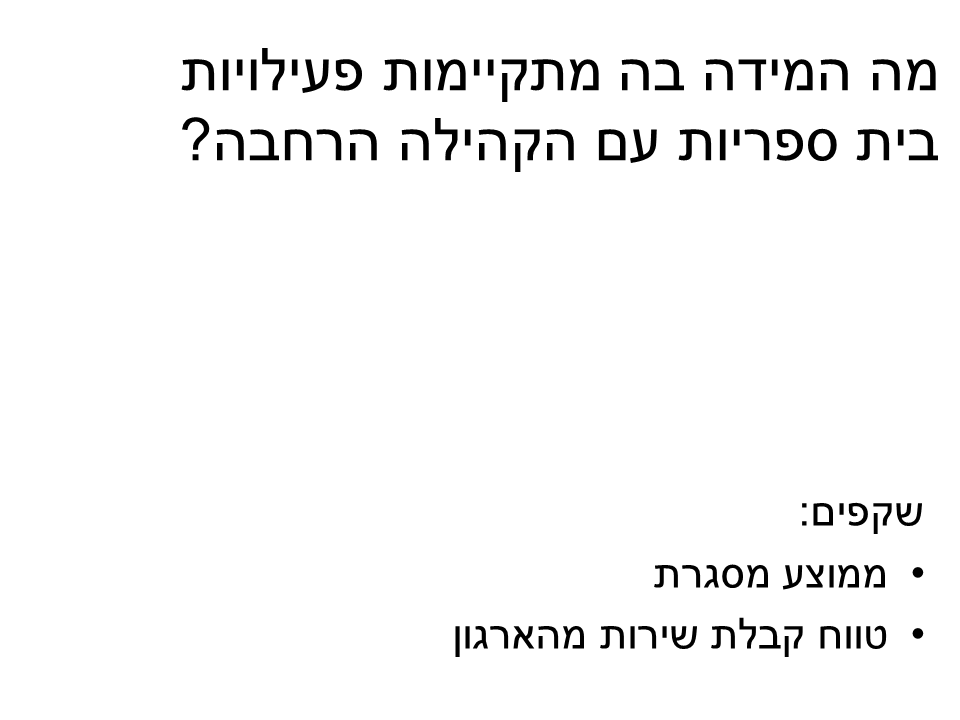 מה המידה בה מתקיימות פעילויות
בית ספריות עם הקהילה הרחבה?
שקפים:
• ממוצע מסגרת
• טווח קבלת שירות מהארגון